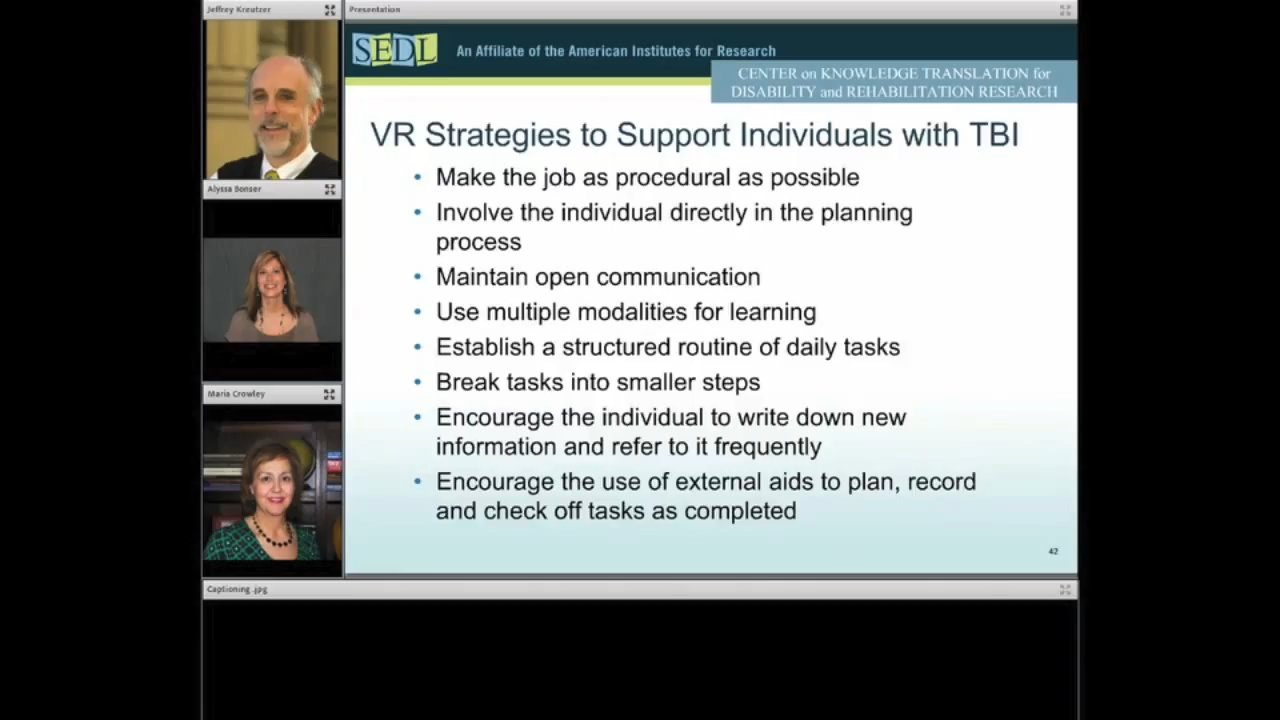 Jeffrey Kreutzer
Presentation
SEDL
An Affiliate of the American Institutes for Research
CENTER on KNOWLEDGE TRANSLATION for
DISABILITY and REHABILITATION RESEARCH
VR Strategies to Support Individuals with TBI
• Make the job as procedural as possible
Alyssa Bonser
• Involve the individual directly in the planning
process
• Maintain open communication
• Use multiple modalities for learning
• Establish a structured routine of daily tasks
• Break tasks into smaller steps
Maria Crowley
• Encourage the individual to write down new
information and refer to it frequently
• Encourage the use of external aids to plan, record
and check off tasks as completed
42
Captioning .jpg